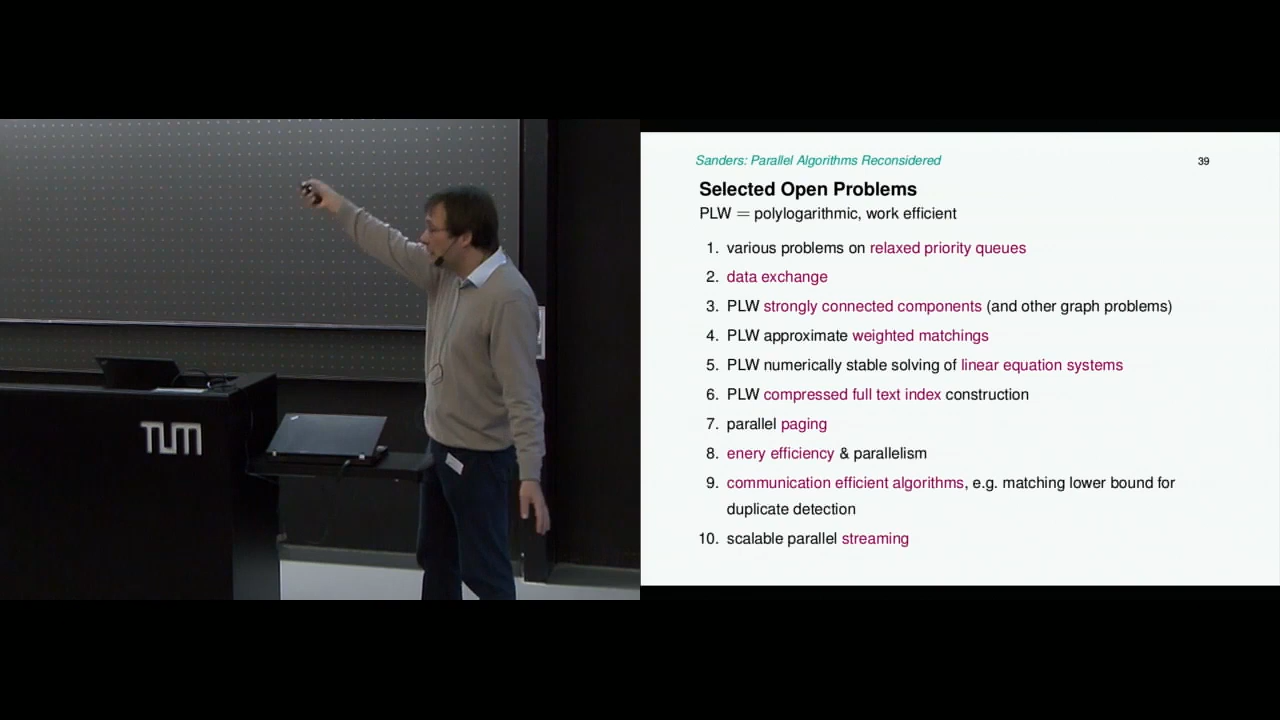 Sanders: Parallel Algorithms Reconsidered 39
Selected Open Problems
PLW = polylogarithmic, work efficient
1. various problems on relaxed priority queues
2. data exchange
3. PLW strongly connected components (and other graph problems)
4. PLW approximate weighted matchings
5. PLW numerically stable solving of linear equation systems
6. PLW compressed full text index construction
7. parallel paging
8. enery efficiency & parallelism
9. communication efficient algorithms, e.g. matching lower bound for
duplicate detection
10. scalable parallel streaming
TUM